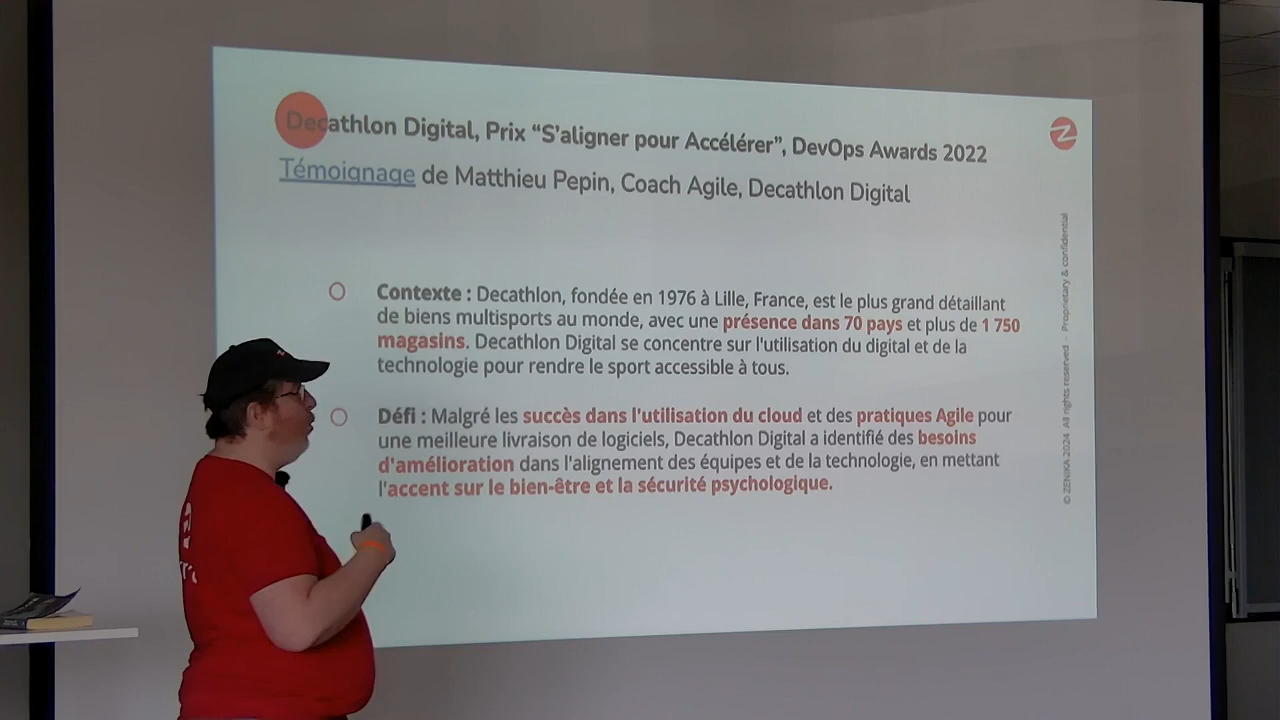 Decathlon Digital, Prix “S’aligner pour Accélérer”, DevOps Awards 2022
Témoignage de Matthieu Pepin, Coach Agile, Decathlon Digital
Contexte : Decathlon, fondée en 1976 à Lille, France, est le plus grand détaillant
de biens multisports au monde, avec une présence dans 70 pays et plus de 1 750
magasins. Decathlon Digital se concentre sur l'utilisation du digital et de la
technologie pour rendre le sport accessible à tous.
Défi : Malgré les succès dans l'utilisation du cloud et des pratiques Agile pour
une meilleure livraison de logiciels, Decathlon Digital a identifié des besoins
d'amélioration dans l'alignement des équipes et de la technologie, en mettant
l'accent sur le bien-être et la sécurité psychologique.
© ZENIKA 2024 All rights reserved - Proprietary & confidential